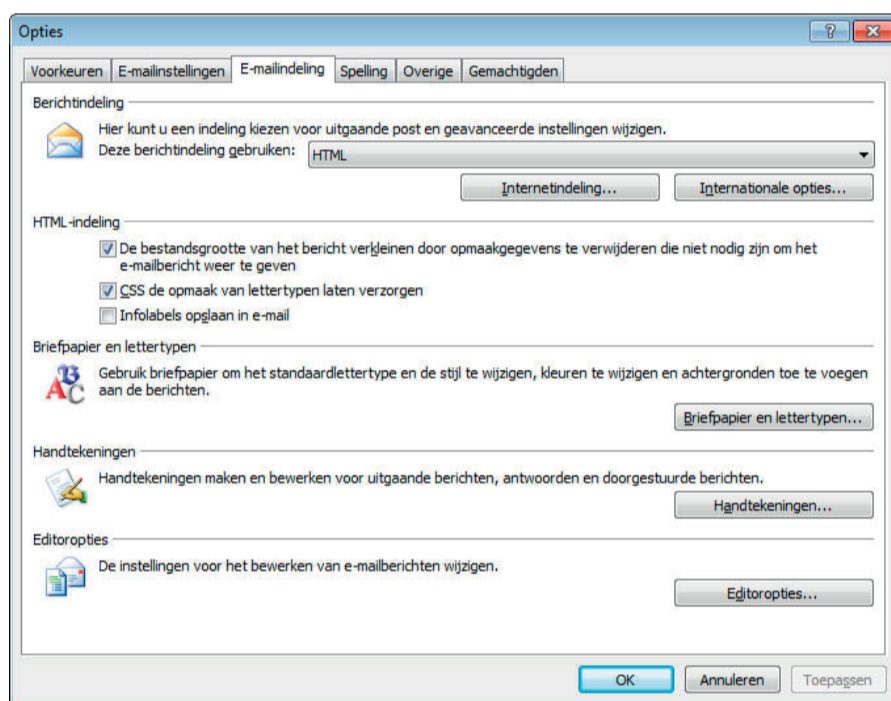 Opties
Voorkeuren E-mailinstellingen E-mailindeling Spelling Overige Gemachtigden
Berichtindeling
Hier kunt u een indeling kiezen voor uitgaande post en geavanceerde instellingen wijzigen.
Deze berichtindeling gebruiken: HTML
Internetindeling... Internationale opties...
HTML-indeling
De bestandsgrootte van het bericht verkleinen door opmaakgegevens te verwijderen die niet nodig zijn om het
e-mailbericht weer te geven
CSS de opmaak van lettertypen laten verzorgen
Infolabels opslaan in e-mail
Briefpapier en lettertypen
Gebruik briefpapier om het standaardlettertype en de stijl te wijzigen, kleuren te wijzigen en achtergronden toe te voegen
aan de berichten.
Briefpapier en lettertypen...
Handtekeningen
Handtekeningen maken en bewerken voor uitgaande berichten, antwoorden en doorgestuurde berichten.
Handtekeningen...
Editoropties
De instellingen voor het bewerken van e-mailberichten wijzigen.
Editoropties...
OK Annuleren Toepassen